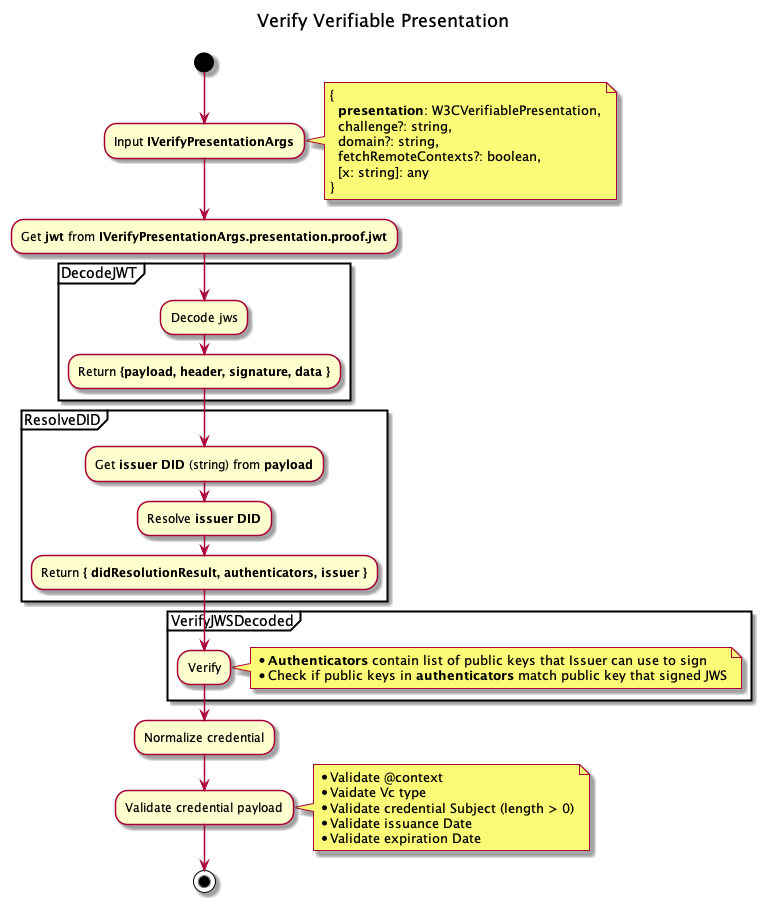 Verify Verifiable Presentation
Input IVerifyPresentationArgs
{
presentation: W3CVerifiablePresentation,
challenge?: string,
domain?: string,
fetchRemoteContexts?: boolean,
[x: string]: any
}
Get jwt from IVerifyPresentationArgs.presentation.proof.jwt
DecodeJWT
Decode jws
Return {payload, header, signature, data }
ResolveDID
Get issuer DID (string) from payload
Resolve issuer DID
Return { didResolutionResult, authenticators, issuer }
VerifyJWSDecoded
Verify
• Authenticators contain list of public keys that Issuer can use to sign
• Check if public keys in authenticators match public key that signed JWS
Normalize credential
Validate credential payload
• Validate @context
• Vaidate Vc type
• Validate credential Subject (length > 0)
• Validate issuance Date
• Validate expiration Date